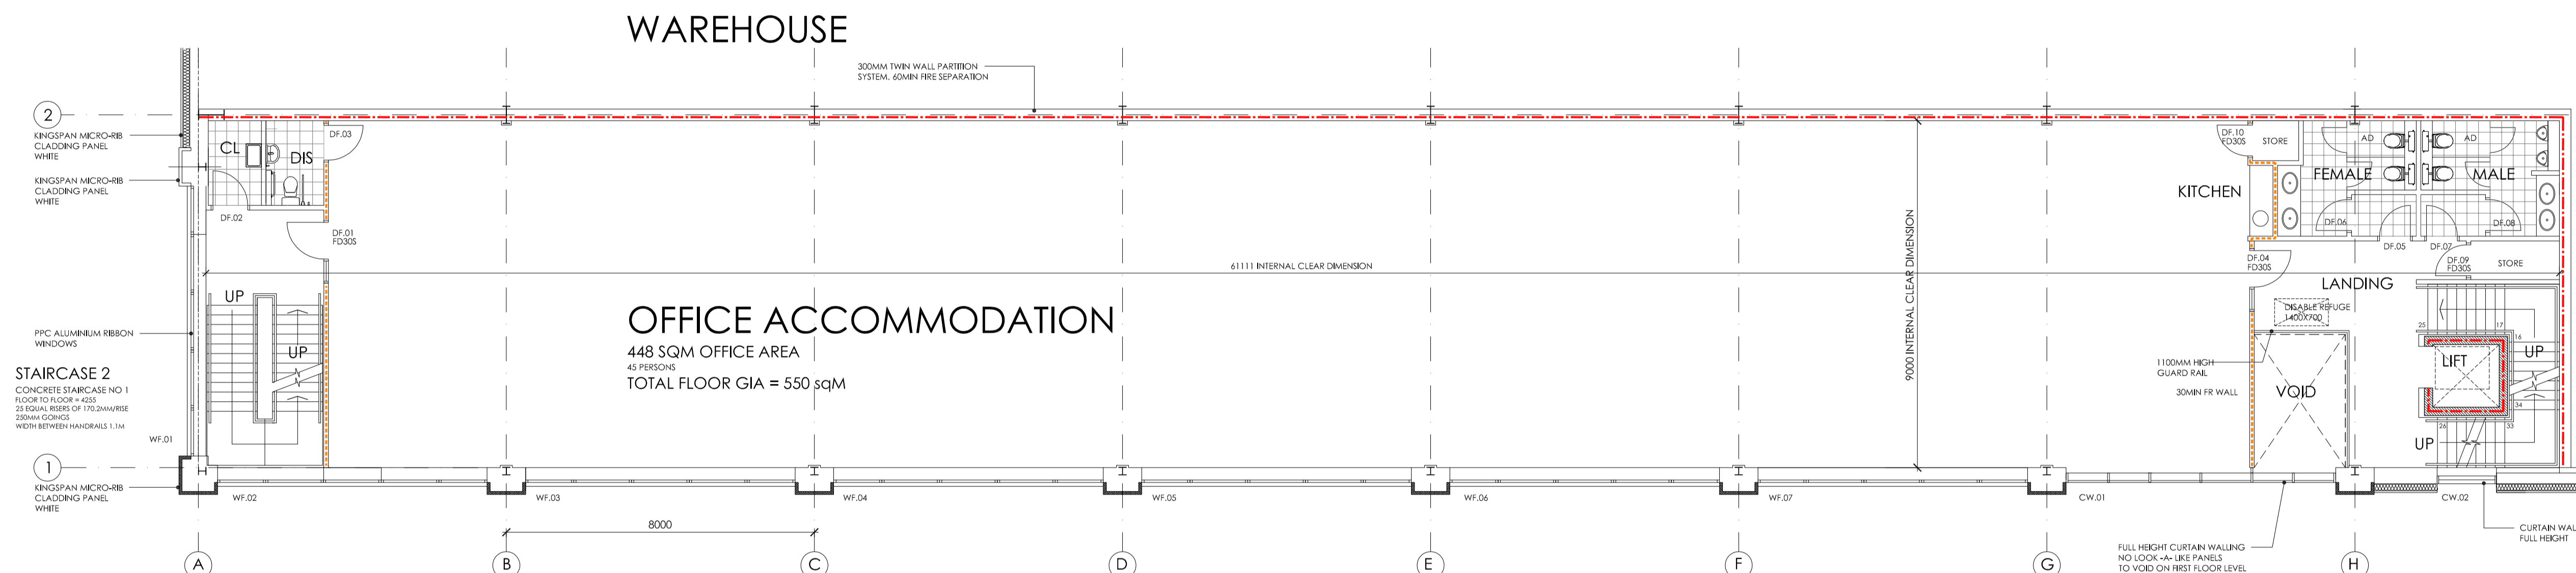 WAREHOUSE
300MM TWIN WALL PARTITION
SYSTEM. 60MIN FIRE SEPARATION
2
KINGSPAN MICRO-RIB
CLADDING PANEL
WHITE
KINGSPAN MICRO-RIB
CLADDING PANEL
WHITE
CL
DIS
DF.03
DF.02
DF.01
FD30S
UP
UP
PPC ALUMINIUM RIBBON
WINDOWS
STAIRCASE 2
CONCRETE STAIRCASE NO 1
FLOOR TO FLOOR = 4255
25 EQUAL RISERS OF 170.2MM/RISE
250MM GOINGS
WIDTH BETWEEN HANDRAILS 1.1M
WF.01
1
KINGSPAN MICRO-RIB
CLADDING PANEL
WHITE
61111 INTERNAL CLEAR DIMENSION
9000 INTERNAL CLEAR DIMENSION
OFFICE ACCOMMODATION
448 SQM OFFICE AREA
45 PERSONS
TOTAL FLOOR GIA = 550 sqM
DF.10
FD30S
STORE
AD
AD
KITCHEN
FEMALE
MALE
DF.06
DF.08
DF.05
DF.07
DF.04
FD30S
DF.09
FD30S
STORE
LANDING
DISABLE REFUGE
1400X700
25
17
16
1100MM HIGH
GUARD RAIL
LIFT
UP
30MIN FR WALL
VOID
34
26
33
UP
WF.02
WF.03
WF.04
WF.05
WF.06
WF.07
CW.01
CW.02
8000
CURTAIN WAL
FULL HEIGHT
FULL HEIGHT CURTAIN WALLING
NO LOOK -A- LIKE PANELS
TO VOID ON FIRST FLOOR LEVEL
A
B
C
D
E
F
G
H